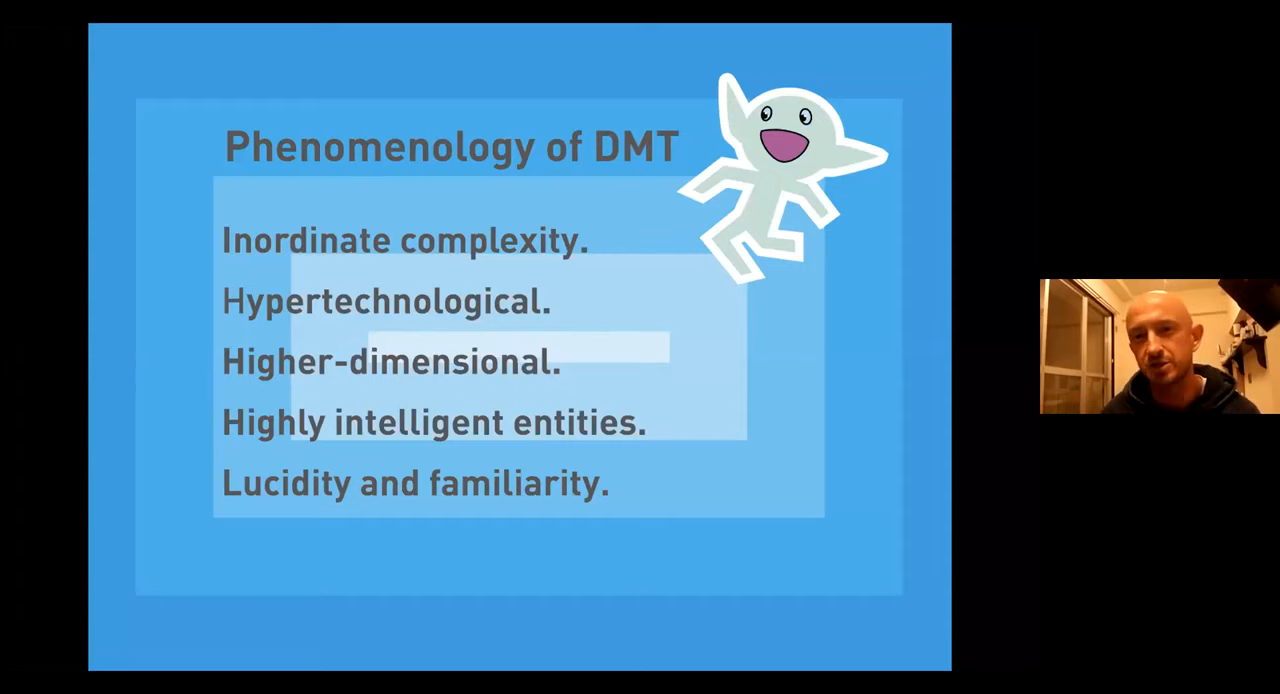 Phenomenology of DMT
Inordinate complexity.
Hypertechnological.
Higher-dimensional.
Highly intelligent entities.
Lucidity and familiarity.